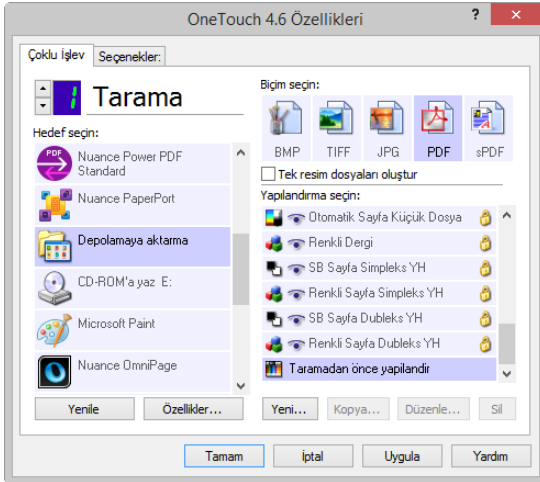 OneTouch 4.6 Özellikleri
?
Çoklu İşlev
Seçenekler:
1
Tarama
Hedef seçin:
PDF
Nuance Power PDF
Standard
Nuance PaperPort
Depolamaya aktarma
CD-ROM'a yaz E:
Microsoft Paint
Nuance OmniPage
Yenile
Özellikler...
Biçim seçin:
BMP
TIFF
JPG
PDF
sPDF
Tek resim dosyaları oluştur
Yapılandırma seçin:
Otomatik Sayfa Küçük Dosya
Renkli Dergi
SB Sayfa Simpleks YH
Renkli Sayfa Simpleks YH
SB Sayfa Dubleks YH
Renkli Sayfa Dubleks YH
Taramadan önce yapilandir
Yeni...
Kopya...
Düzenle...
Sil
Tamam
İptal
Uygula
Yardım